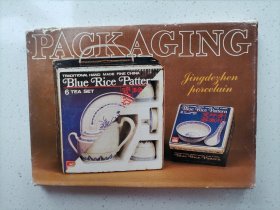 PACKAGING
Jingdezhen
porcelain
TRADITIONAL HAND MADE FINE CHINA
Blue Rice Patter
6 TEA SET
Blue Rice Pattern